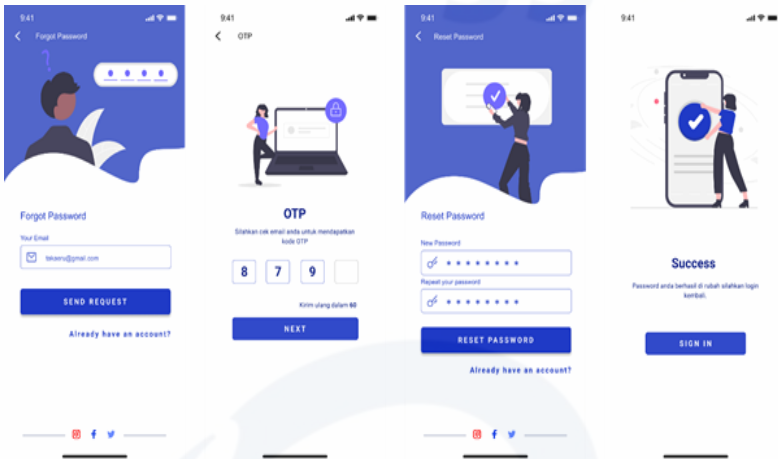 9:41
Forgot Password
Forgot Password
Your Email
SEND REQUEST
Already have an account?
9:41
OTP
OTP
Silahkan cek email anda untuk mendapatkan
kode OTP
8 7 9
Kirim ulang dalam 60
NEXT
9:41
Reset Password
Reset Password
New Password
Repeat your password
RESET PASSWORD
Already have an account?
9:41
Success
Password anda berhasil di rubah silahkan login
kembali.
SIGN IN